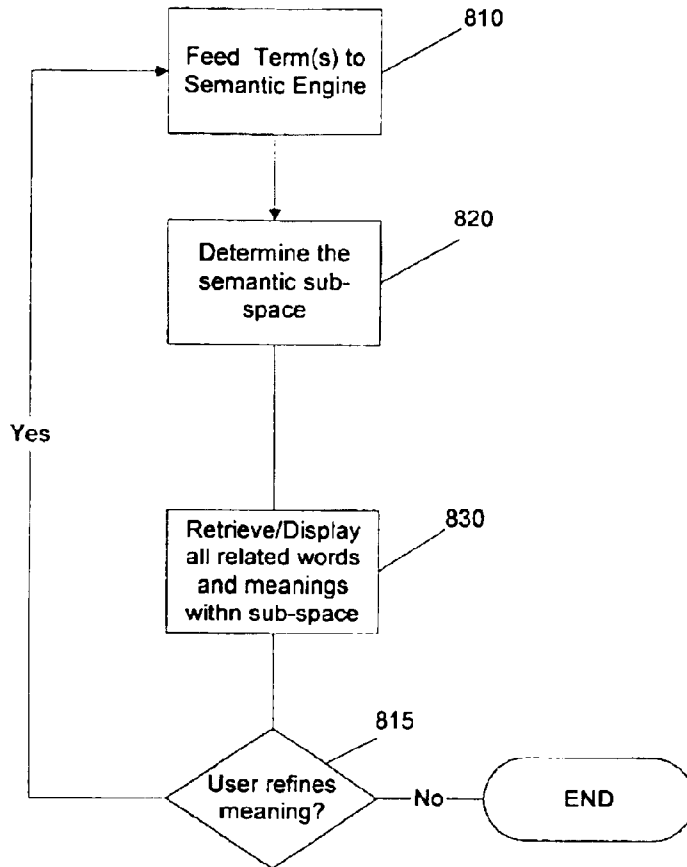 810
Feed Term(s) to
Semantic Engine
820
Determine the
semantic sub-
space
Yes
830
Retrieve/Display
all related words
and meanings
withn sub-space
815
User refines
meaning?
No
END